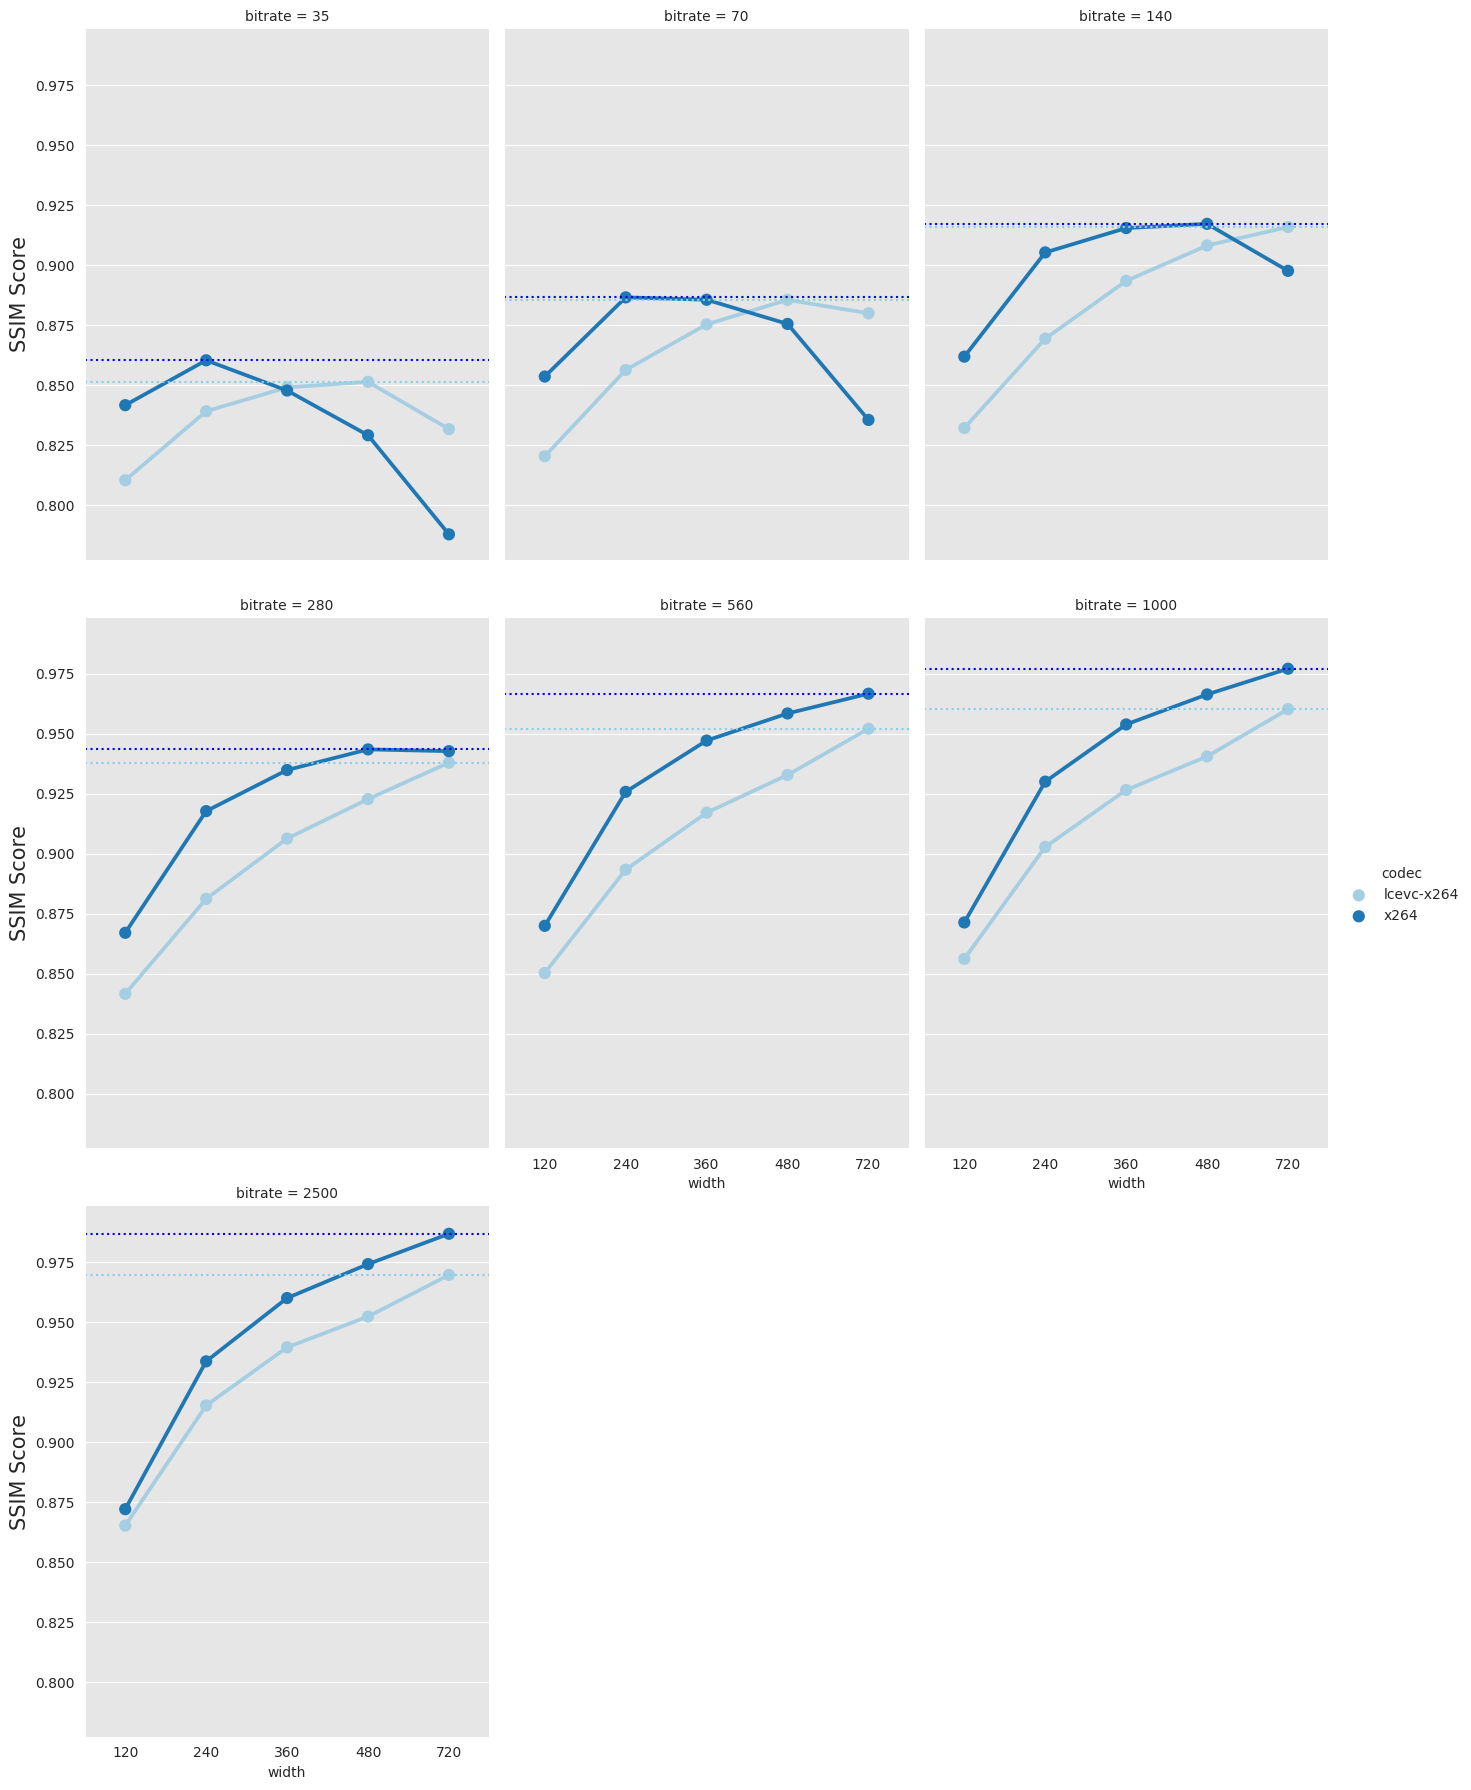 bitrate = 35
bitrate = 70
bitrate = 140
0.975
0.950
0.925
0.900
0.875
0.850
0.825
0.800
SSIM Score
bitrate = 280
bitrate = 560
bitrate = 1000
0.975
0.950
0.925
0.900
0.875
0.850
0.825
0.800
SSIM Score
codec
lcevc-x264
x264
120 240 360 480 720
width
120 240 360 480 720
width
bitrate = 2500
0.975
0.950
0.925
0.900
0.875
0.850
0.825
0.800
SSIM Score
120 240 360 480 720
width